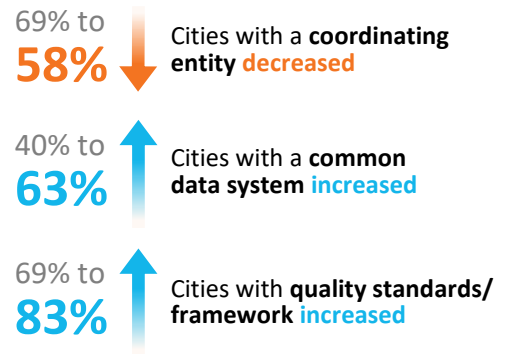 69% to
58%
Cities with a coordinating
entity decreased
40% to
63%
Cities with a common
data system increased
69% to
83%
Cities with quality standards/
framework increased